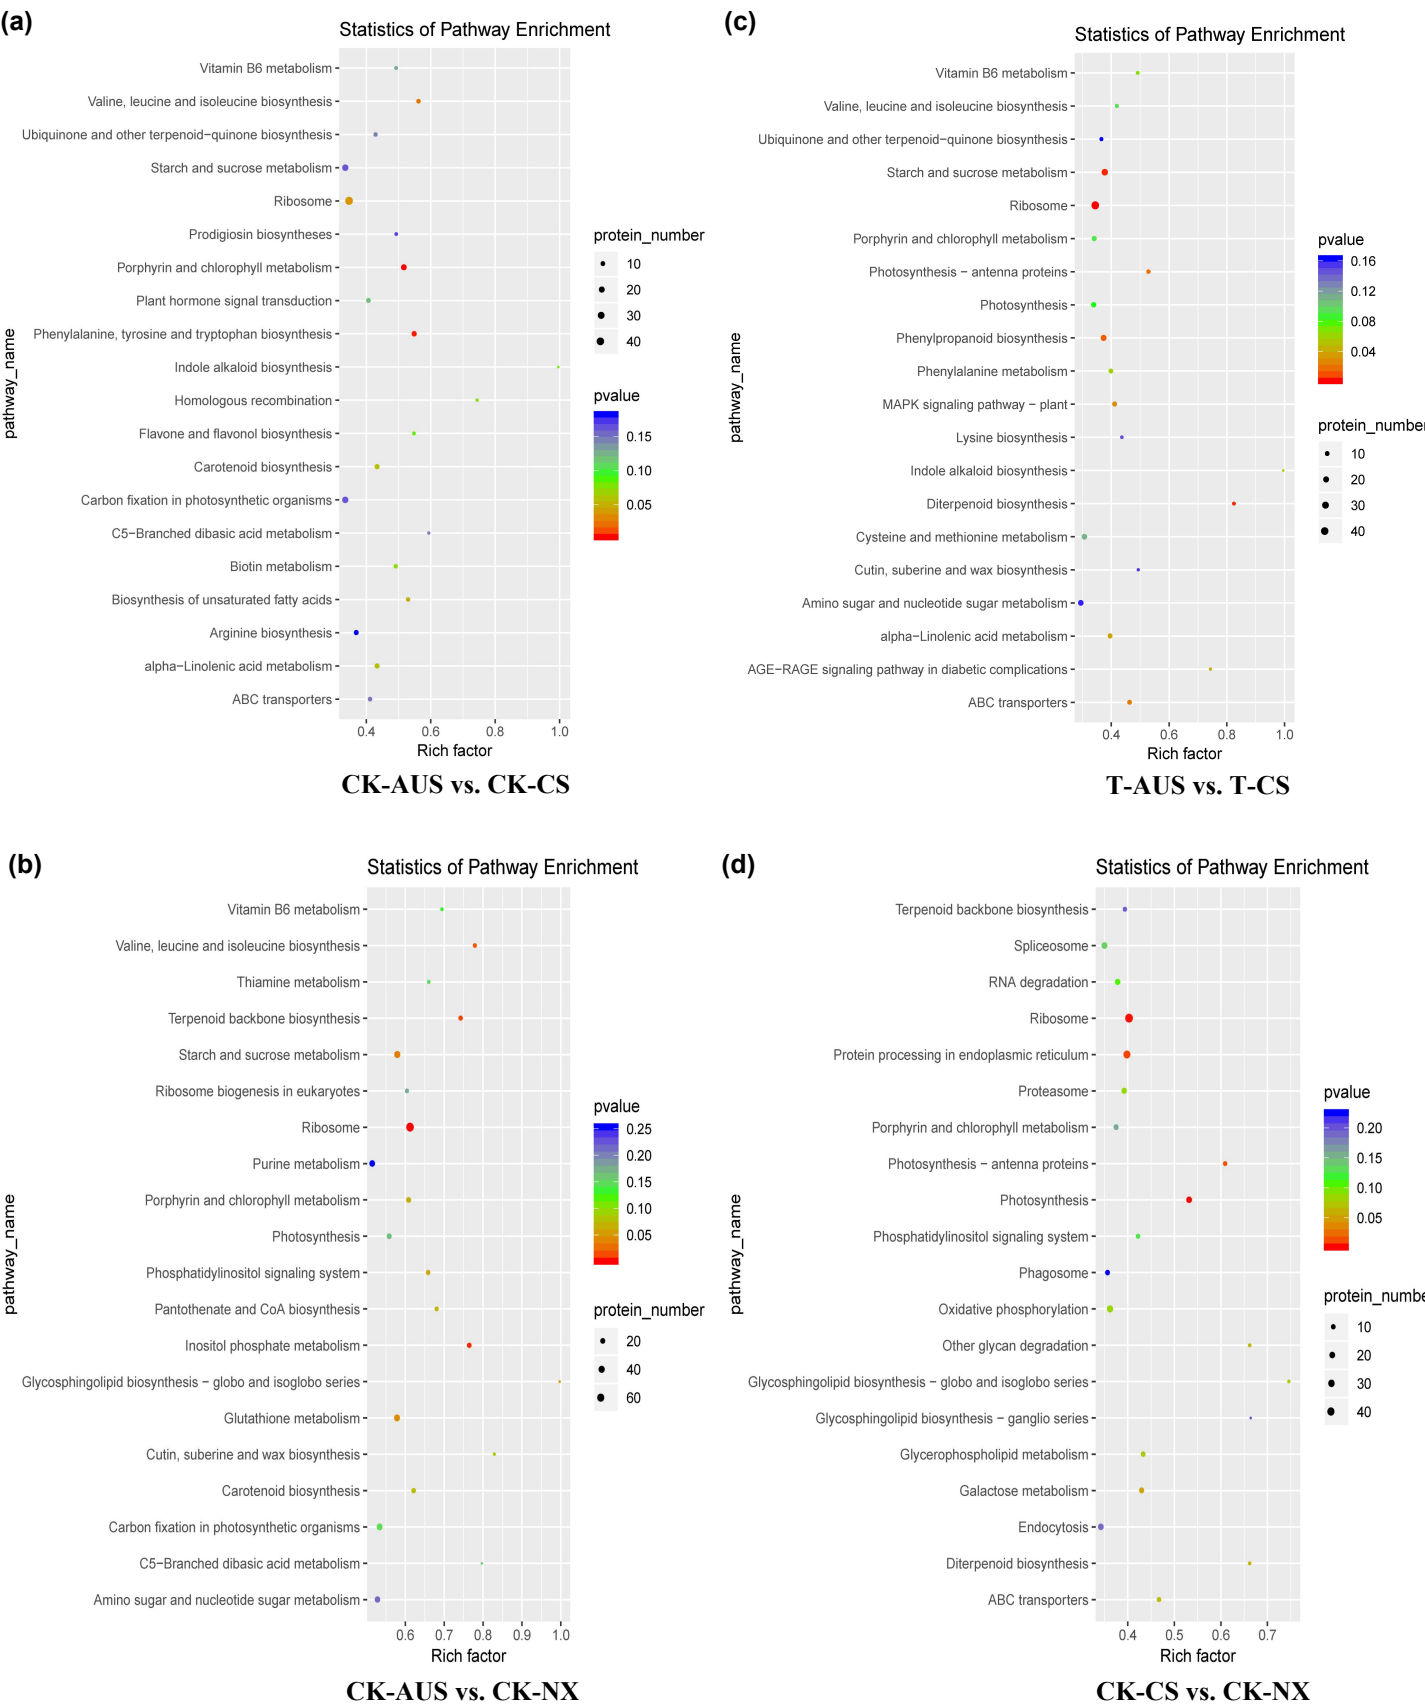 (a)
Statistics of Pathway Enrichment
Vitamin B6 metabolism
Valine, leucine and isoleucine biosynthesis
Ubiquinone and other terpenoid−quinone biosynthesis
Starch and sucrose metabolism
Ribosome
Prodigiosin biosyntheses
Porphyrin and chlorophyll metabolism
Plant hormone signal transduction
Phenylalanine, tyrosine and tryptophan biosynthesis
Indole alkaloid biosynthesis
Homologous recombination
Flavone and flavonol biosynthesis
Carotenoid biosynthesis
Carbon fixation in photosynthetic organisms
C5−Branched dibasic acid metabolism
Biotin metabolism
Biosynthesis of unsaturated fatty acids
Arginine biosynthesis
alpha−Linolenic acid metabolism
ABC transporters
pathway_name
0.4 0.6 0.8 1.0
Rich factor
protein_number
10
20
30
40
pvalue
0.15
0.10
0.05
CK-AUS vs. CK-CS
(c)
Statistics of Pathway Enrichment
Vitamin B6 metabolism
Valine, leucine and isoleucine biosynthesis
Ubiquinone and other terpenoid−quinone biosynthesis
Starch and sucrose metabolism
Ribosome
Porphyrin and chlorophyll metabolism
Photosynthesis − antenna proteins
Photosynthesis
Phenylpropanoid biosynthesis
Phenylalanine metabolism
MAPK signaling pathway − plant
Lysine biosynthesis
Indole alkaloid biosynthesis
Diterpenoid biosynthesis
Cysteine and methionine metabolism
Cutin, suberine and wax biosynthesis
Amino sugar and nucleotide sugar metabolism
alpha−Linolenic acid metabolism
AGE−RAGE signaling pathway in diabetic complications
ABC transporters
pathway_name
0.4 0.6 0.8 1.0
Rich factor
pvalue
0.16
0.12
0.08
0.04
protein_number
10
20
30
40
T-AUS vs. T-CS
(b)
Statistics of Pathway Enrichment
Vitamin B6 metabolism
Valine, leucine and isoleucine biosynthesis
Thiamine metabolism
Terpenoid backbone biosynthesis
Starch and sucrose metabolism
Ribosome biogenesis in eukaryotes
Ribosome
Purine metabolism
Porphyrin and chlorophyll metabolism
Photosynthesis
Phosphatidylinositol signaling system
Pantothenate and CoA biosynthesis
Inositol phosphate metabolism
Glycosphingolipid biosynthesis − globo and isoglobo series
Glutathione metabolism
Cutin, suberine and wax biosynthesis
Carotenoid biosynthesis
Carbon fixation in photosynthetic organisms
C5−Branched dibasic acid metabolism
Amino sugar and nucleotide sugar metabolism
pathway_name
0.6 0.7 0.8 0.9 1.0
Rich factor
pvalue
0.25
0.20
0.15
0.10
0.05
protein_number
20
40
60
CK-AUS vs. CK-NX
(d)
Statistics of Pathway Enrichment
Terpenoid backbone biosynthesis
Spliceosome
RNA degradation
Ribosome
Protein processing in endoplasmic reticulum
Proteasome
Porphyrin and chlorophyll metabolism
Photosynthesis − antenna proteins
Photosynthesis
Phosphatidylinositol signaling system
Phagosome
Oxidative phosphorylation
Other glycan degradation
Glycosphingolipid biosynthesis − globo and isoglobo series
Glycosphingolipid biosynthesis − ganglio series
Glycerophospholipid metabolism
Galactose metabolism
Endocytosis
Diterpenoid biosynthesis
ABC transporters
pathway_name
0.4 0.5 0.6 0.7
Rich factor
pvalue
0.20
0.15
0.10
0.05
protein_numbe
10
20
30
40
CK-CS vs. CK-NX